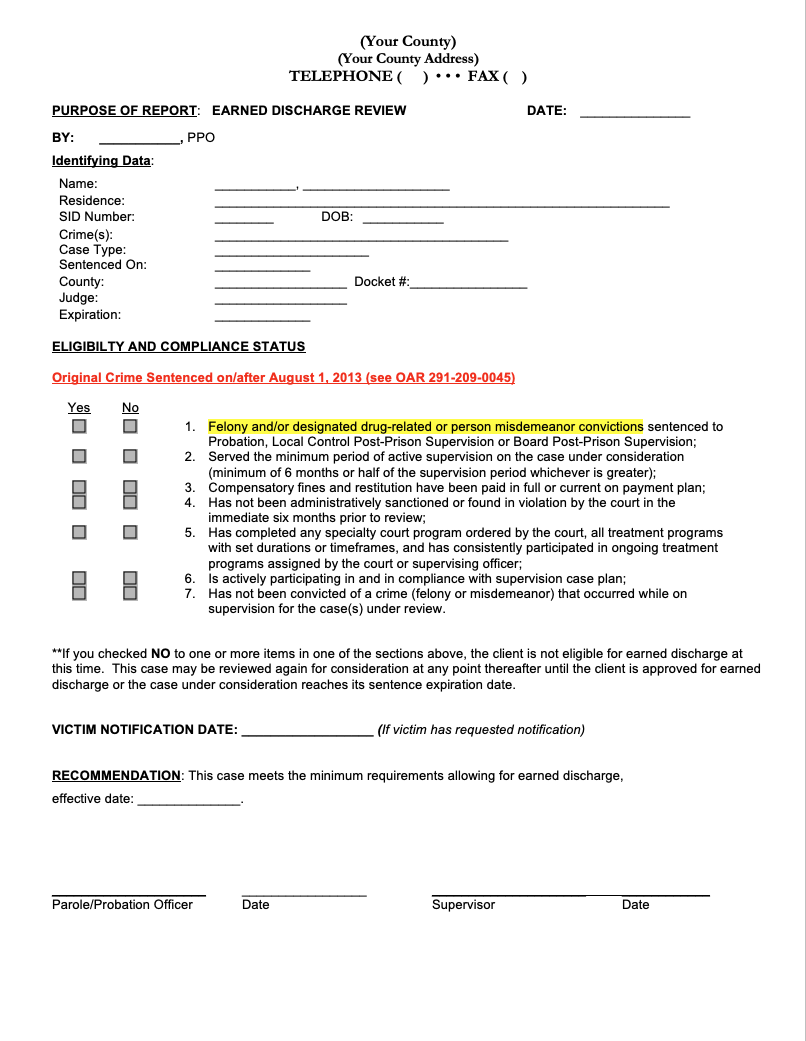 (Your County)
(Your County Address)
TELEPHONE ( ) • • • FAX ( )
PURPOSE OF REPORT: EARNED DISCHARGE REVIEW DATE: _______________
BY: ___________, PPO
Identifying Data:
Name: ___________, ____________________
Residence: ______________________________________________________________
SID Number: ________ DOB: ___________
Crime(s): ________________________________________
Case Type: _____________________
Sentenced On: _____________
County: __________________ Docket #:________________
Judge: __________________
Expiration: _____________
ELIGIBILTY AND COMPLIANCE STATUS
Original Crime Sentenced on/after August 1, 2013 (see OAR 291-209-0045)
Yes No
1. Felony and/or designated drug-related or person misdemeanor convictions sentenced to
Probation, Local Control Post-Prison Supervision or Board Post-Prison Supervision;
2. Served the minimum period of active supervision on the case under consideration
(minimum of 6 months or half of the supervision period whichever is greater);
3. Compensatory fines and restitution have been paid in full or current on payment plan;
4. Has not been administratively sanctioned or found in violation by the court in the
immediate six months prior to review;
5. Has completed any specialty court program ordered by the court, all treatment programs
with set durations or timeframes, and has consistently participated in ongoing treatment
programs assigned by the court or supervising officer;
6. Is actively participating in and in compliance with supervision case plan;
7. Has not been convicted of a crime (felony or misdemeanor) that occurred while on
supervision for the case(s) under review.
**If you checked NO to one or more items in one of the sections above, the client is not eligible for earned discharge at
this time. This case may be reviewed again for consideration at any point thereafter until the client is approved for earned
discharge or the case under consideration reaches its sentence expiration date.
VICTIM NOTIFICATION DATE: __________________ (If victim has requested notification)
RECOMMENDATION: This case meets the minimum requirements allowing for earned discharge,
effective date: ______________.
Parole/Probation Officer Date Supervisor Date